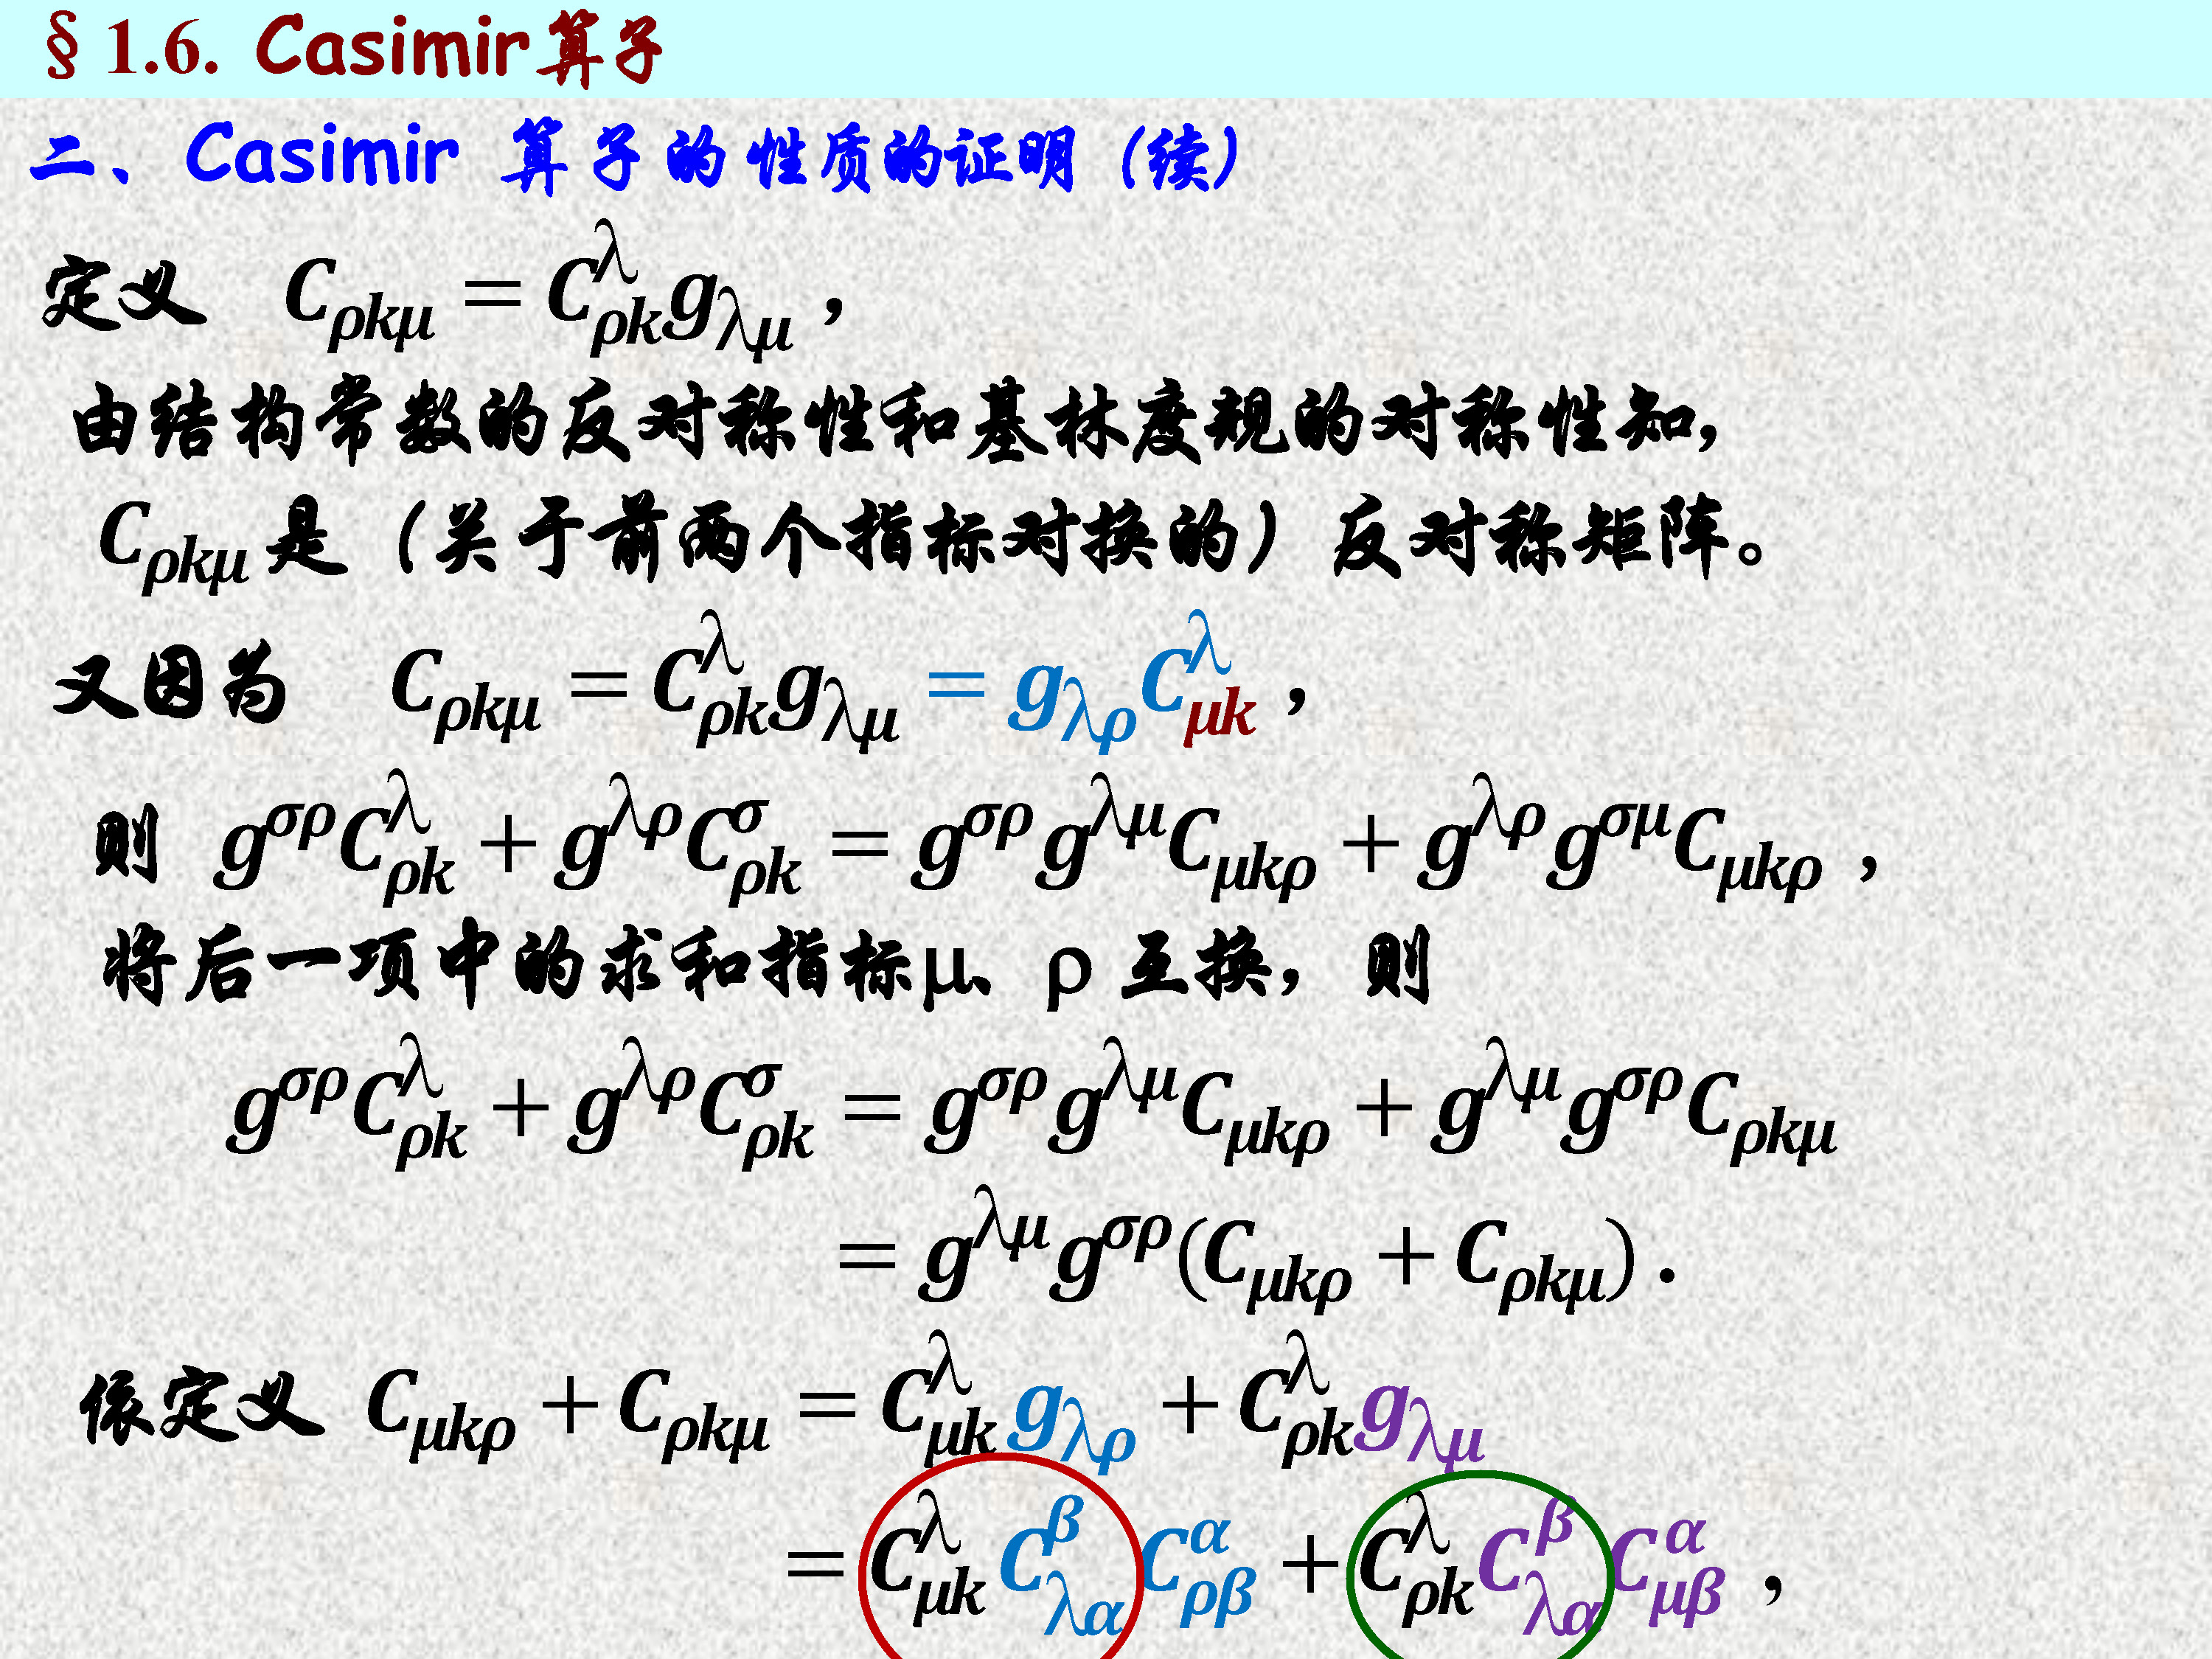 §1.6. Casimir算子
二、Casimir 算子的性质的证明（续）
定义 $C_{\rho k\mu} = C_{\rho k}^{\lambda} g_{\lambda\mu}$ ，
由结构常数的反对称性和基林度规的对称性知，
$C_{\rho k\mu}$ 是（关于前两个指标对换的）反对称矩阵。
又因为 $C_{\rho k\mu} = C_{\rho k}^{\lambda} g_{\lambda\mu} = g_{\lambda\rho} C_{\mu k}^{\lambda}$ ，
则 $g^{\sigma\rho} C_{\rho k}^{\lambda} + g^{\lambda\rho} C_{\rho k}^{\sigma} = g^{\sigma\rho} g^{\lambda\mu} C_{\mu k\rho} + g^{\lambda\rho} g^{\sigma\mu} C_{\mu k\rho}$ ，
将后一项中的求和指标μ、ρ 互换，则
$g^{\sigma\rho} C_{\rho k}^{\lambda} + g^{\lambda\rho} C_{\rho k}^{\sigma} = g^{\sigma\rho} g^{\lambda\mu} C_{\mu k\rho} + g^{\lambda\mu} g^{\sigma\rho} C_{\rho k\mu}$
$= g^{\lambda\mu} g^{\sigma\rho} (C_{\mu k\rho} + C_{\rho k\mu})$ .
依定义 $C_{\mu k\rho} + C_{\rho k\mu} = C_{\mu k}^{\lambda} g_{\lambda\rho} + C_{\rho k}^{\lambda} g_{\lambda\mu}$
$= C_{\mu k}^{\lambda} C_{\lambda\alpha}^{\beta} C_{\rho\beta}^{\alpha} + C_{\rho k}^{\lambda} C_{\lambda\alpha}^{\beta} C_{\mu\beta}^{\alpha}$ ，